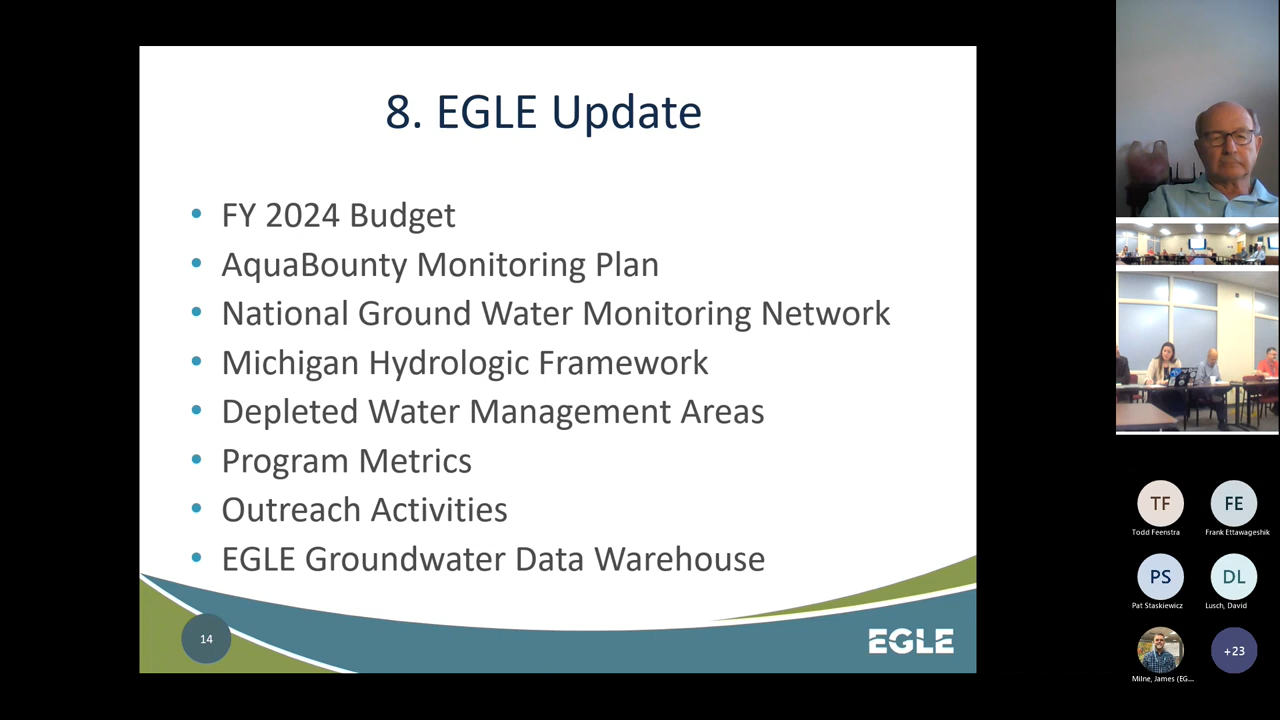 8. EGLE Update
• FY 2024 Budget
• AquaBounty Monitoring Plan
• National Ground Water Monitoring Network
• Michigan Hydrologic Framework
• Depleted Water Management Areas
• Program Metrics
• Outreach Activities
• EGLE Groundwater Data Warehouse
14
EGLE
TF
FE
Todd Feenstra
Frank Ettawageshik
PS
DL
Pat Staskiewicz
Lusch, David
+23
Milne, James (EG...